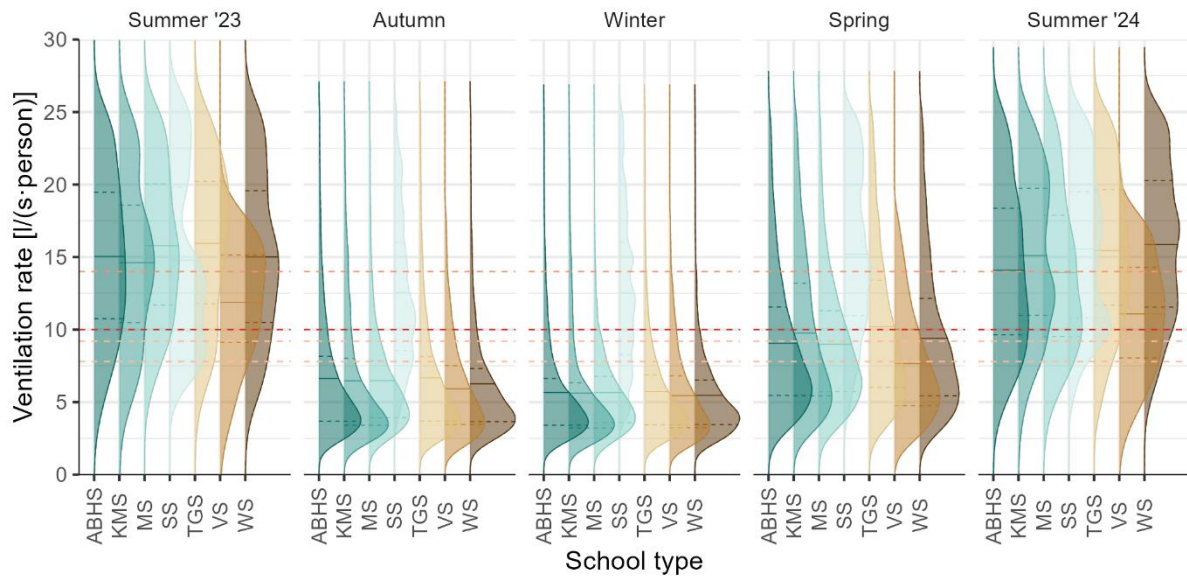 Summer '23 Autumn Winter Spring Summer '24
Ventilation rate [l/(s·person)]
30
25
20
15
10
5
0
ABHS KMS MS SS TGS VS WS ABHS KMS MS SS TGS VS WS ABHS KMS MS SS TGS VS WS ABHS KMS MS SS TGS VS WS ABHS KMS MS SS TGS VS WS
School type